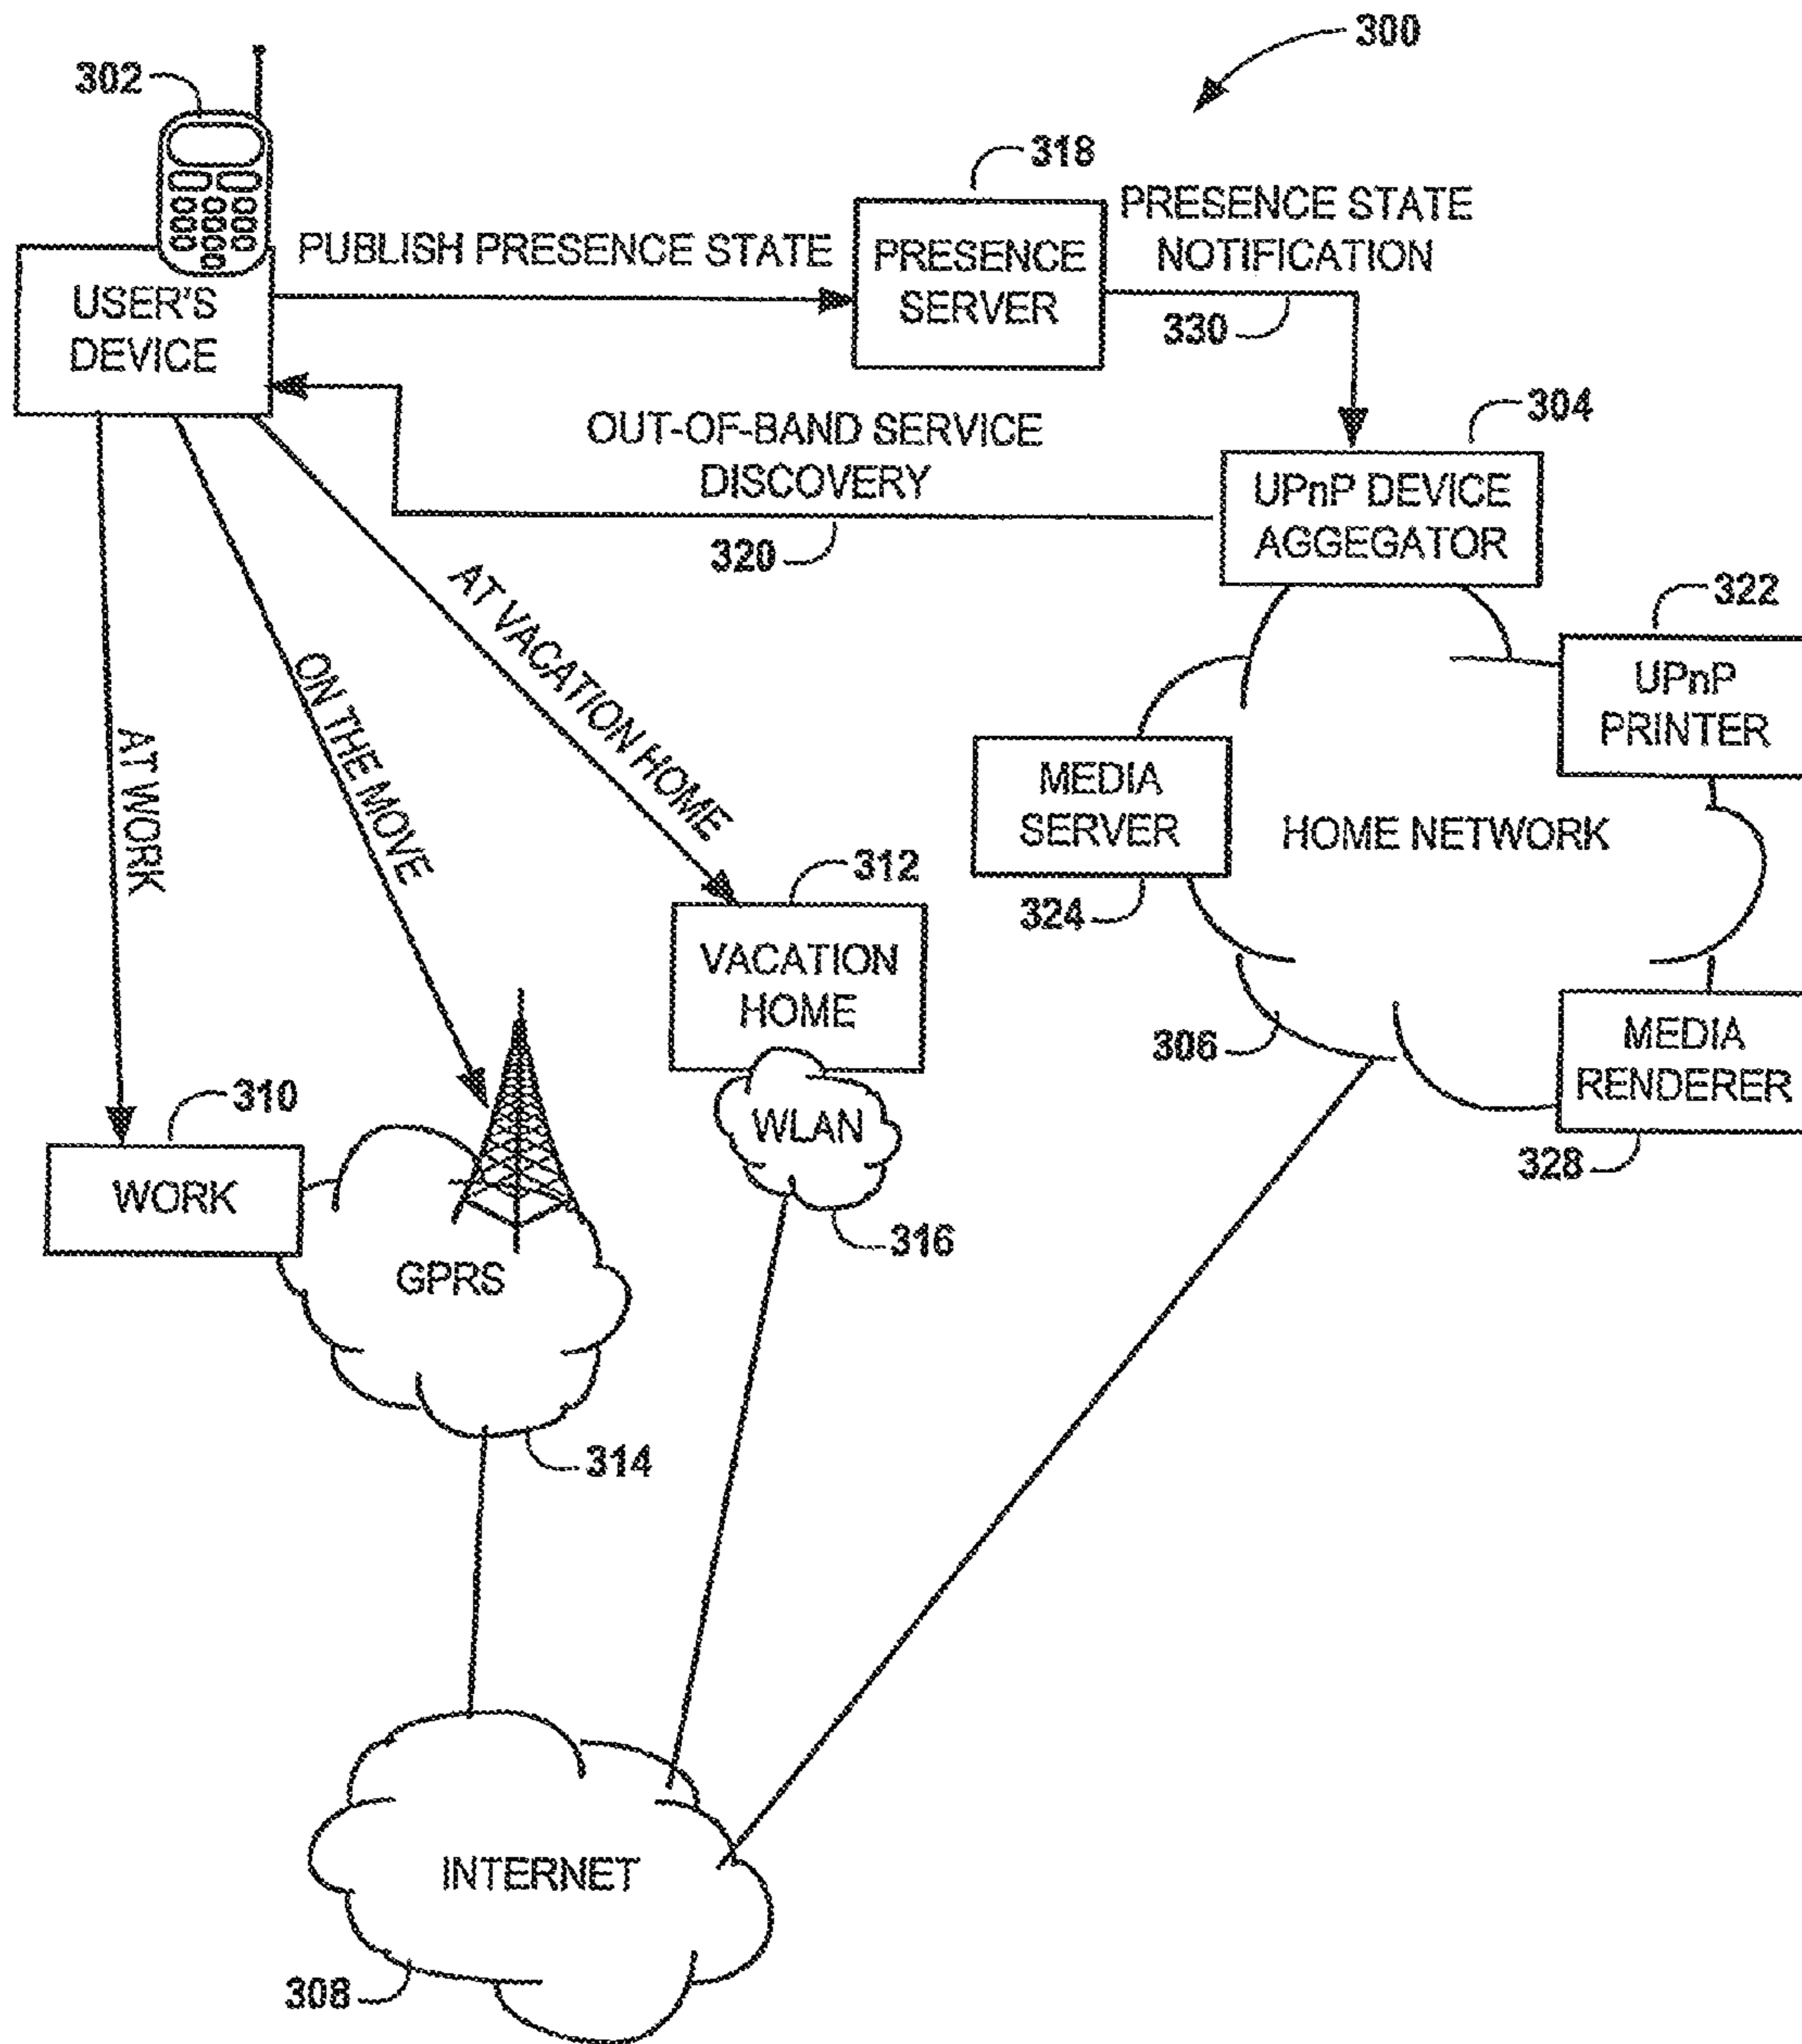 300
302
318
PUBLISH PRESENCE STATE
PRESENCE
SERVER
PRESENCE STATE
NOTIFICATION
330
USER'S
DEVICE
OUT-OF-BAND SERVICE
DISCOVERY
320
304
UPnP DEVICE
AGGEGATOR
322
UPnP
PRINTER
AT WORK
ON THE MOVE
AT VACATION HOME
MEDIA
SERVER
324
HOME NETWORK
312
VACATION
HOME
306
MEDIA
RENDERER
328
310
WORK
WLAN
316
GPRS
314
INTERNET
308